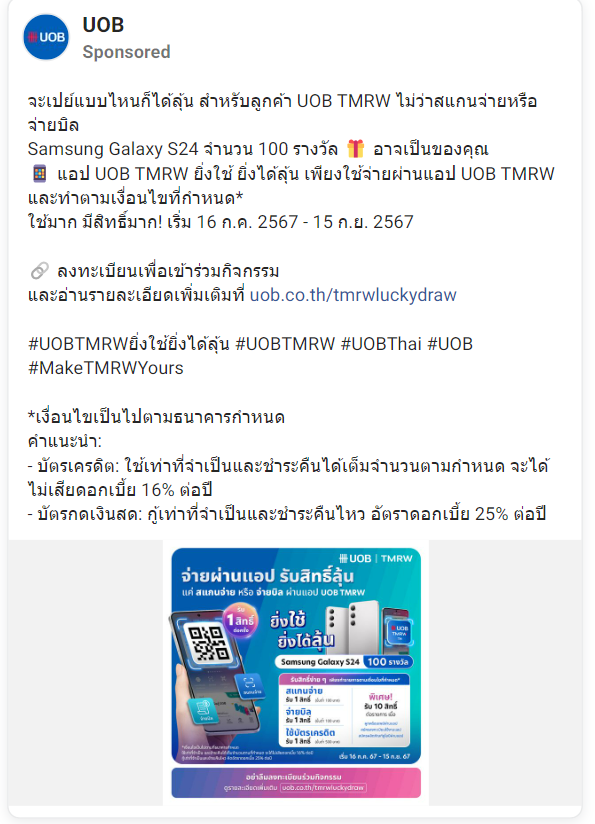 UOB
UOB
Sponsored
จะเปย์แบบไหนก็ได้ลุ้น สำหรับลูกค้า UOB TMRW ไม่ว่าสแกนจ่ายหรือ
จ่ายบิล
Samsung Galaxy S24 จำนวน 100 รางวัล 🎁 อาจเป็นของคุณ
📱 แอป UOB TMRW ยิ่งใช้ ยิ่งได้ลุ้น เพียงใช้จ่ายผ่านแอป UOB TMRW
และทำตามเงื่อนไขที่กำหนด*
ใช้มาก มีสิทธิ์มาก! เริ่ม 16 ก.ค. 2567 - 15 ก.ย. 2567
🔗 ลงทะเบียนเพื่อเข้าร่วมกิจกรรม
และอ่านรายละเอียดเพิ่มเติมที่ uob.co.th/tmrwluckydraw
#UOBTMRWยิ่งใช้ยิ่งได้ลุ้น #UOBTMRW #UOBThai #UOB
#MakeTMRWYours
*เงื่อนไขเป็นไปตามธนาคารกำหนด
คำแนะนำ:
- บัตรเครดิต: ใช้เท่าที่จำเป็นและชำระคืนได้เต็มจำนวนตามกำหนด จะได้
ไม่เสียดอกเบี้ย 16% ต่อปี
- บัตรกดเงินสด: กู้เท่าที่จำเป็นและชำระคืนไหว อัตราดอกเบี้ย 25% ต่อปี
UOB | TMRW
จ่ายผ่านแอป รับสิทธิ์ลุ้น
แค่ สแกนจ่าย หรือ จ่ายบิล ผ่านแอป UOB TMRW
รับ
1 สิทธิ์
ยิ่งใช้
ยิ่งได้ลุ้น
UOB
TMRW
Samsung Galaxy S24 100 รางวัล
สแกนจ่าย
รับ 1 สิทธิ์
จ่ายบิล
รับ 1 สิทธิ์
ใช้บัตรเครดิต
รับ 1 สิทธิ์
พิเศษ!
รับ 10 สิทธิ์
สแกนจ่าย
จ่ายบิล
เริ่ม 16 ก.ค. 67 - 15 ก.ย. 67
อย่าลืมลงทะเบียนร่วมกิจกรรม
ดูรายละเอียดเพิ่มเติม uob.co.th/tmrwluckydraw